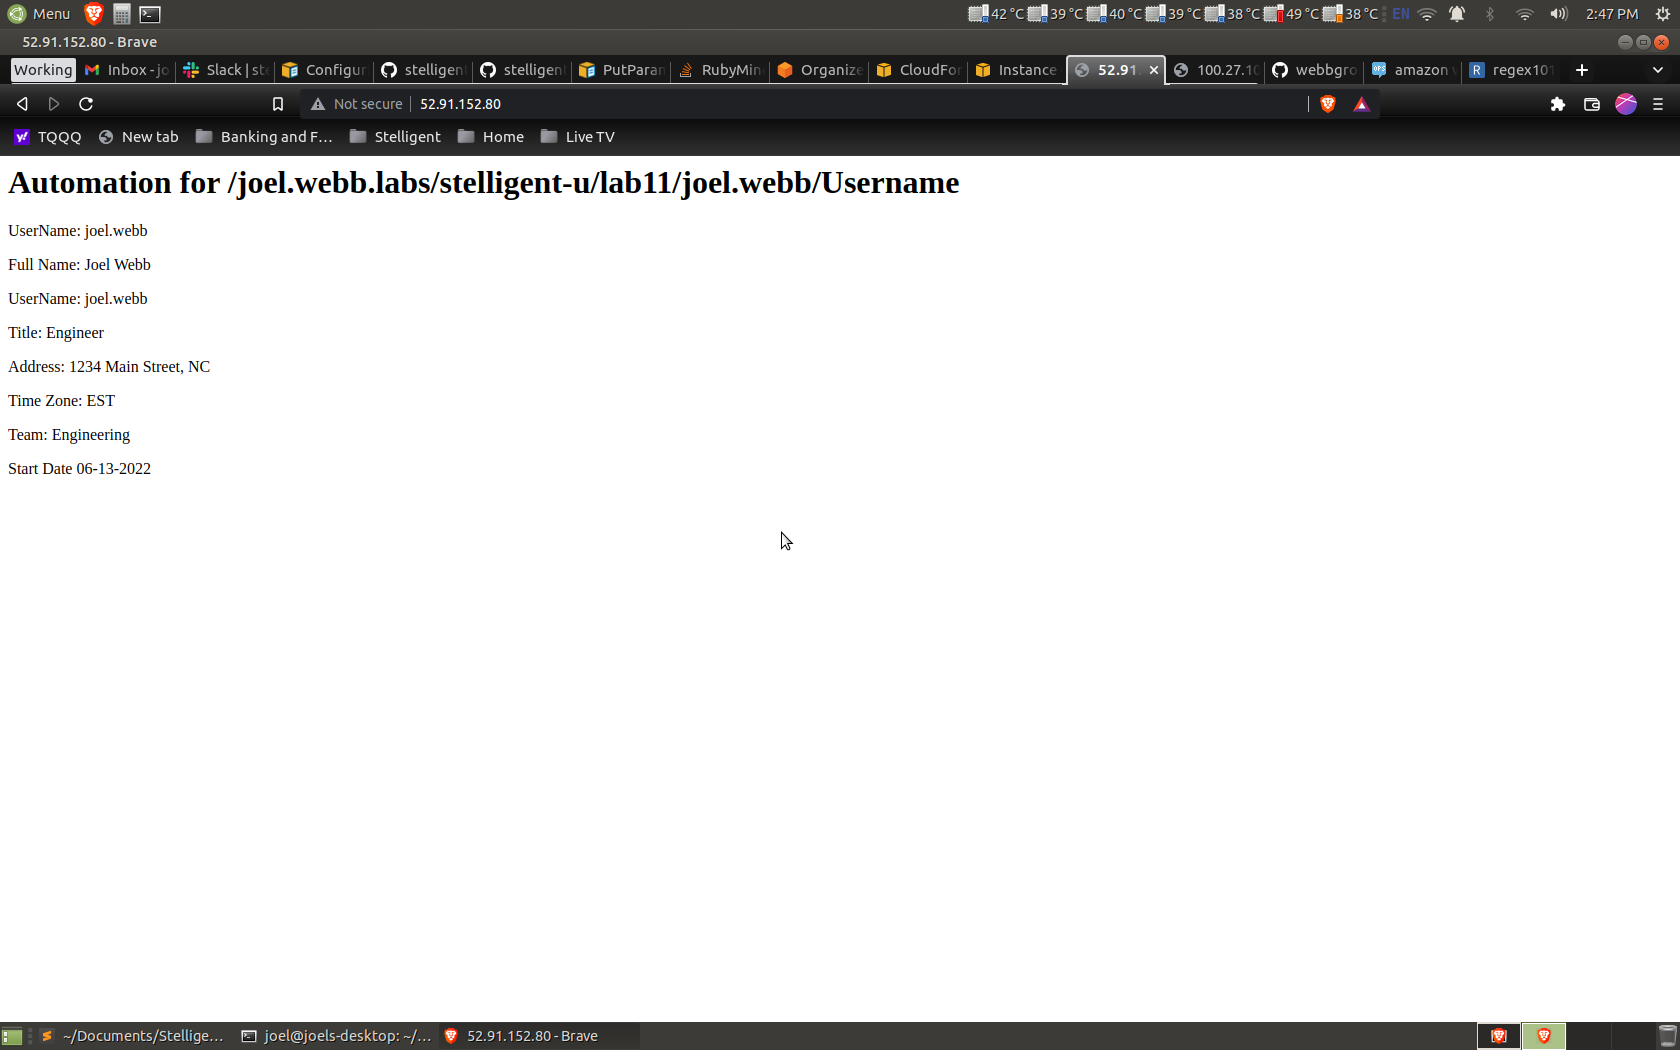 Menu 42 °C 39 °C 40 °C 39 °C 38 °C 49 °C 38 °C EN 2:47 PM
52.91.152.80 - Brave
Working Inbox - jo Slack | st Configur stelligent stelligent PutParan RubyMin Organize CloudFor Instance 52.91. 100.27.10 webbgro amazon regex101
Not secure 52.91.152.80
TQQQ New tab Banking and F... Stelligent Home Live TV
Automation for /joel.webb.labs/stelligent-u/lab11/joel.webb/Username
UserName: joel.webb
Full Name: Joel Webb
UserName: joel.webb
Title: Engineer
Address: 1234 Main Street, NC
Time Zone: EST
Team: Engineering
Start Date 06-13-2022
~/Documents/Stellige... joel@joels-desktop: ~/... 52.91.152.80 - Brave